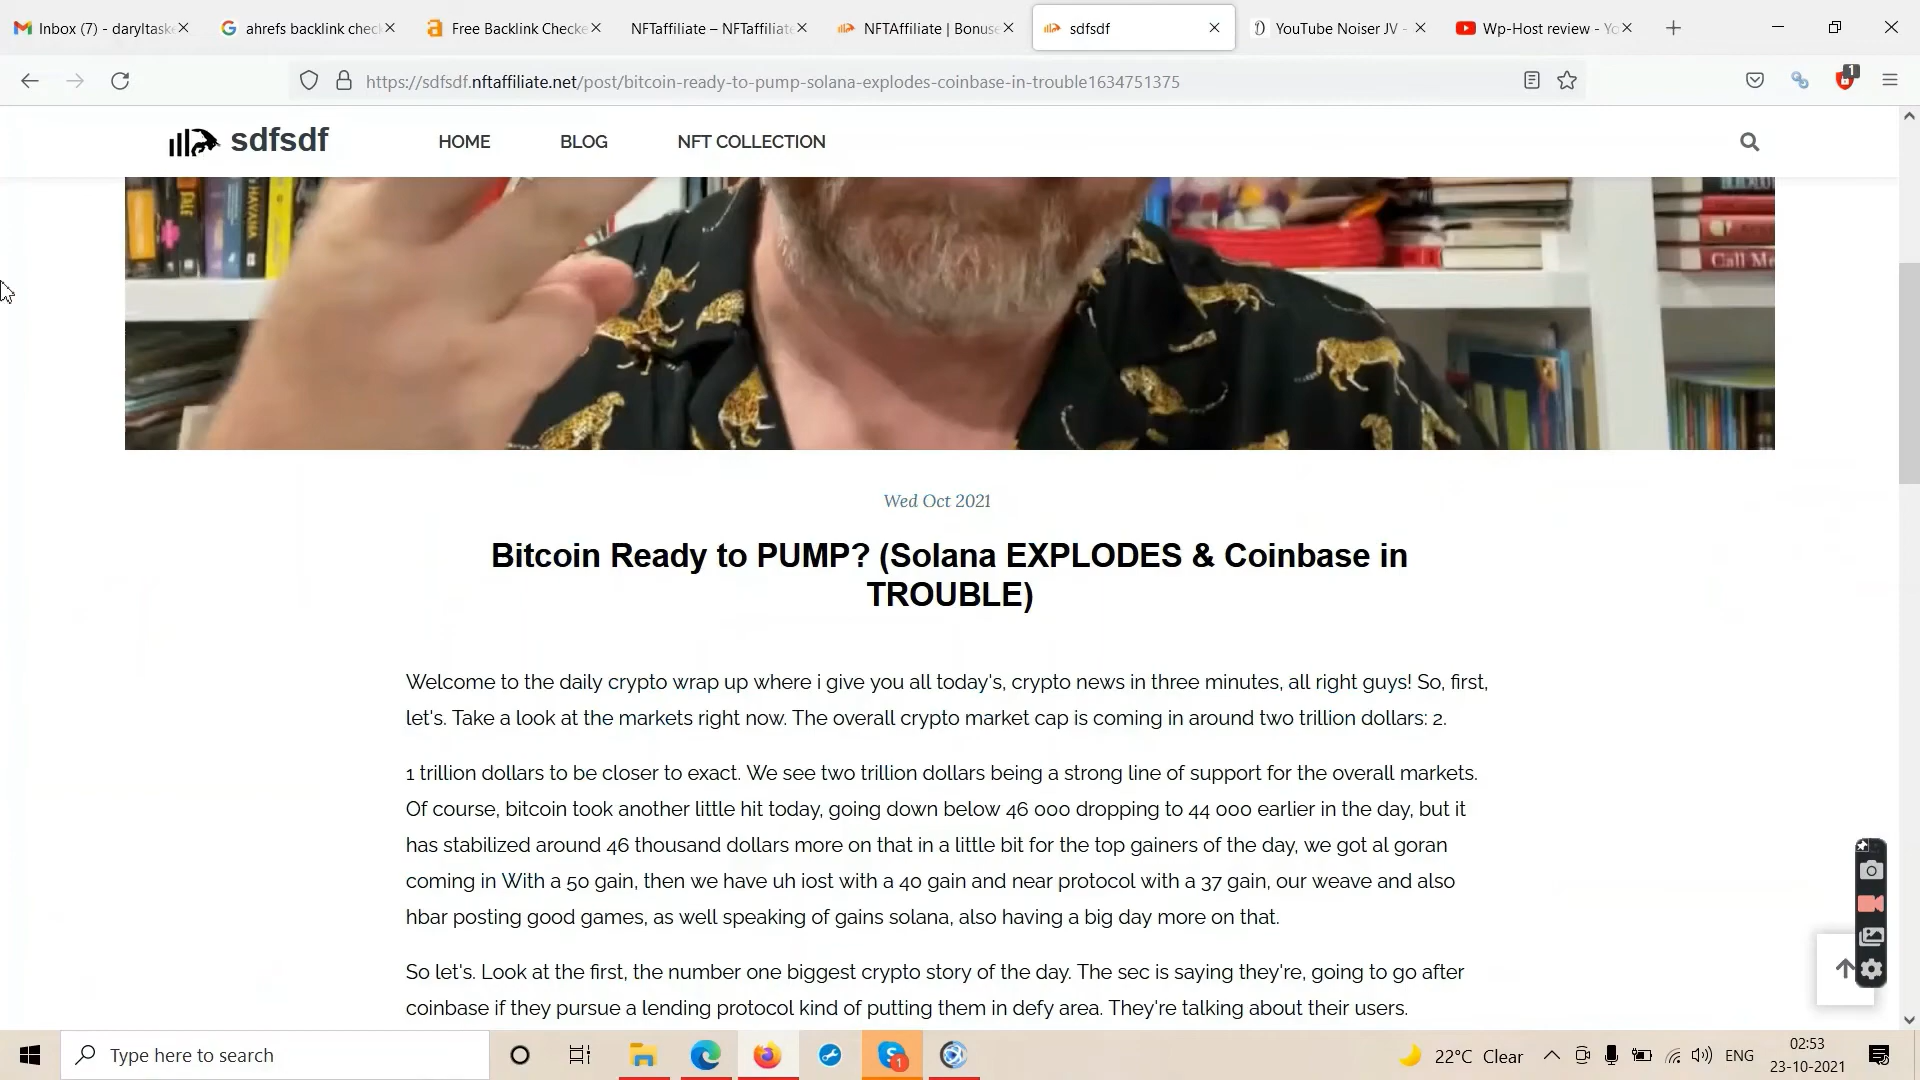 Inbox (7) - daryltask
ahrefs backlink chec
Free Backlink Checke
NFTaffiliate – NFTaffiliate
NFTAffiliate | Bonuse
sdfsdf
YouTube Noiser JV -
Wp-Host review - Yo
https://sdfsdf.nftaffiliate.net/post/bitcoin-ready-to-pump-solana-explodes-coinbase-in-trouble1634751375
1
sdfsdf
HOME
BLOG
NFT COLLECTION
HAVANA
Call Me
Wed Oct 2021
Bitcoin Ready to PUMP? (Solana EXPLODES & Coinbase in
TROUBLE)
Welcome to the daily crypto wrap up where i give you all today's, crypto news in three minutes, all right guys! So, first,
let's. Take a look at the markets right now. The overall crypto market cap is coming in around two trillion dollars: 2.
1 trillion dollars to be closer to exact. We see two trillion dollars being a strong line of support for the overall markets.
Of course, bitcoin took another little hit today, going down below 46 000 dropping to 44 000 earlier in the day, but it
has stabilized around 46 thousand dollars more on that in a little bit for the top gainers of the day, we got al goran
coming in With a 50 gain, then we have uh iost with a 40 gain and near protocol with a 37 gain, our weave and also
hbar posting good games, as well speaking of gains solana, also having a big day more on that.
So let's. Look at the first, the number one biggest crypto story of the day. The sec is saying they're, going to go after
coinbase if they pursue a lending protocol kind of putting them in defy area. They're talking about their users.
Type here to search
1
22°C Clear
ENG
02:53
23-10-2021